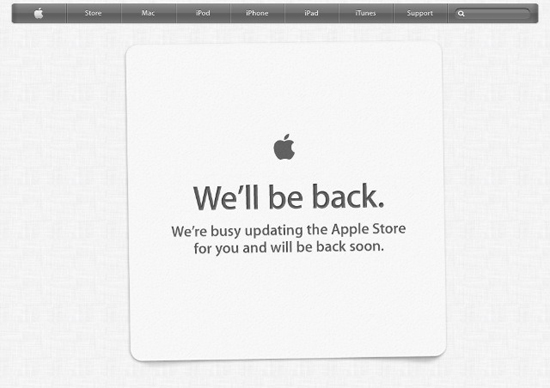 Store Mac iPod iPhone iPad iTunes Support
We’ll be back.
We’re busy updating the Apple Store
for you and will be back soon.